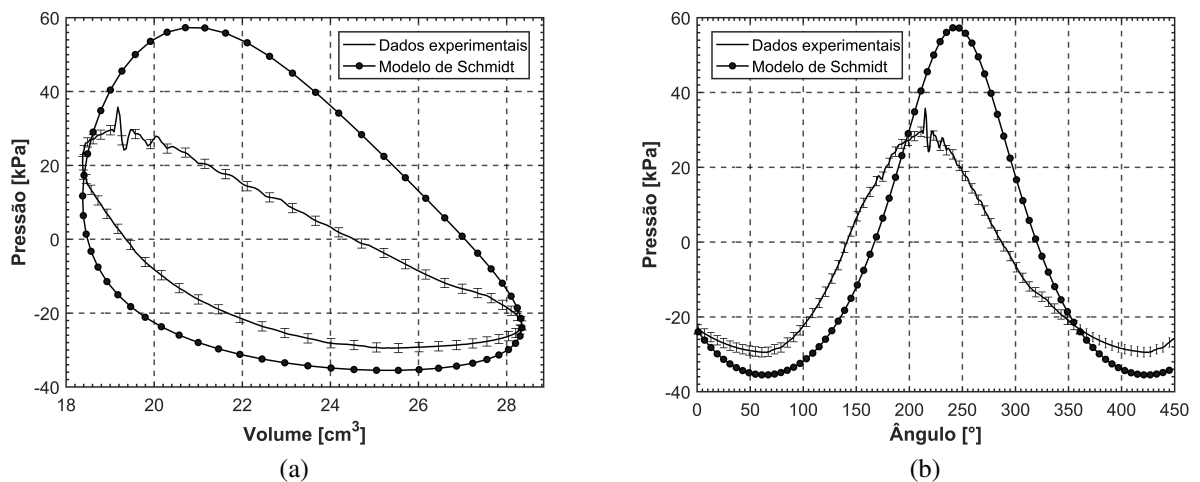 60
40
20
0
-20
-40
18
20
22
24
26
28
Pressão [kPa]
Volume [cm³]
Dados experimentais
Modelo de Schmidt
(a)
60
40
20
0
-20
-40
0
50
100
150
200
250
300
350
400
450
Pressão [kPa]
Ângulo [°]
Dados experimentais
Modelo de Schmidt
(b)